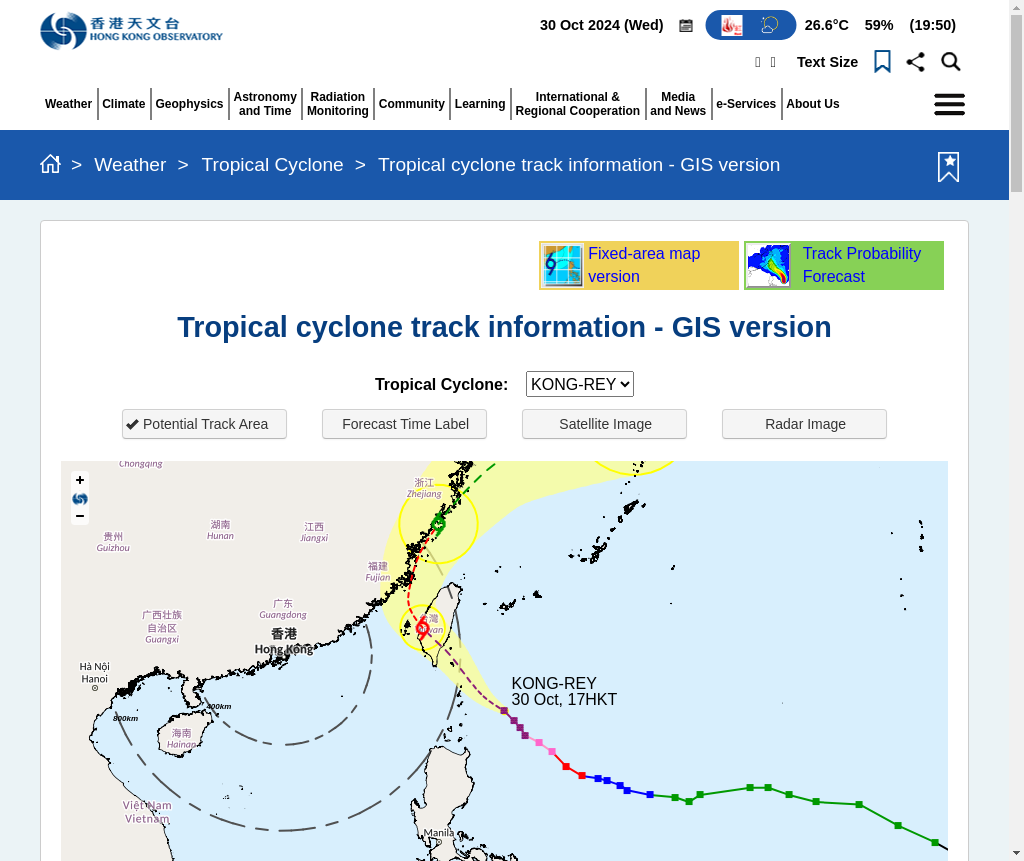 香港天文台
HONG KONG OBSERVATORY
30 Oct 2024 (Wed)
26.6°C
59%
(19:50)
Text Size
Weather
Climate
Geophysics
Astronomy
and Time
Radiation
Monitoring
Community
Learning
International &
Regional Cooperation
Media
and News
e-Services
About Us
> Weather > Tropical Cyclone > Tropical cyclone track information - GIS version
Fixed-area map
version
Track Probability
Forecast
Tropical cyclone track information - GIS version
Tropical Cyclone:
KONG-REY
Potential Track Area
Forecast Time Label
Satellite Image
Radar Image
Chongqing
+
−
浙江
Zhejiang
贵州
Guizhou
湖南
Hunan
江西
Jiangxi
福建
Fujian
广东
Guangdong
广西壮族
自治区
Guangxi
香港
Hong Kong
Hà Nội
Hanoi
KONG-REY
30 Oct, 17HKT
400km
800km
海南
Hainan
Việt Nam
Vietnam
Manila